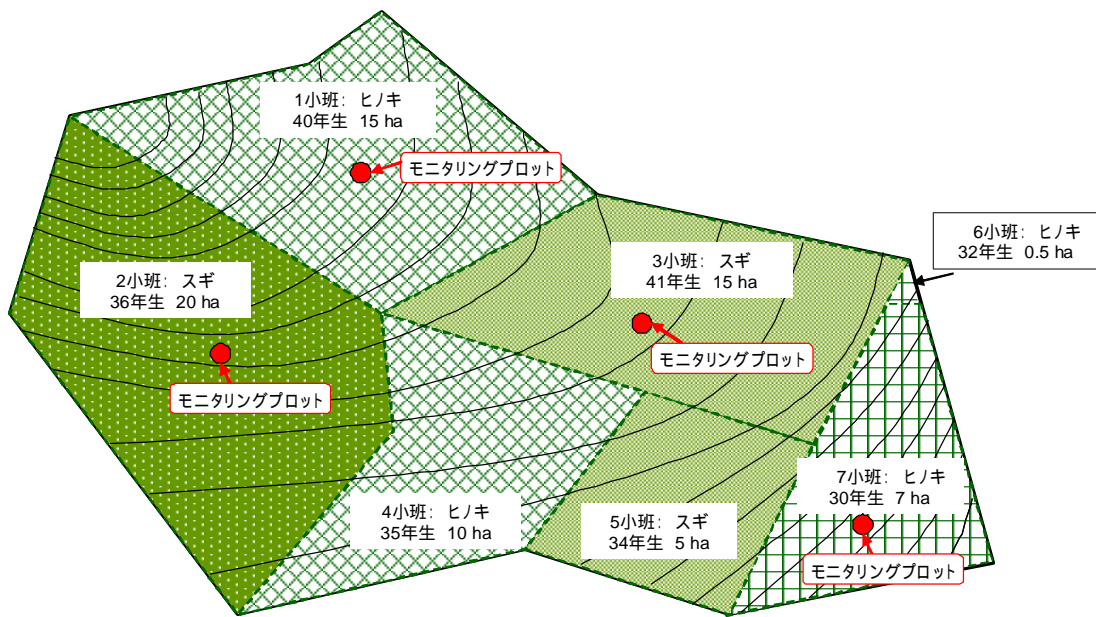 1小班: ヒノキ
40年生 15 ha
モニタリングプロット
6小班: ヒノキ
32年生 0.5 ha
3小班: スギ
41年生 15 ha
2小班: スギ
36年生 20 ha
モニタリングプロット
モニタリングプロット
7小班: ヒノキ
30年生 7 ha
4小班: ヒノキ
35年生 10 ha
5小班: スギ
34年生 5 ha
モニタリングプロット